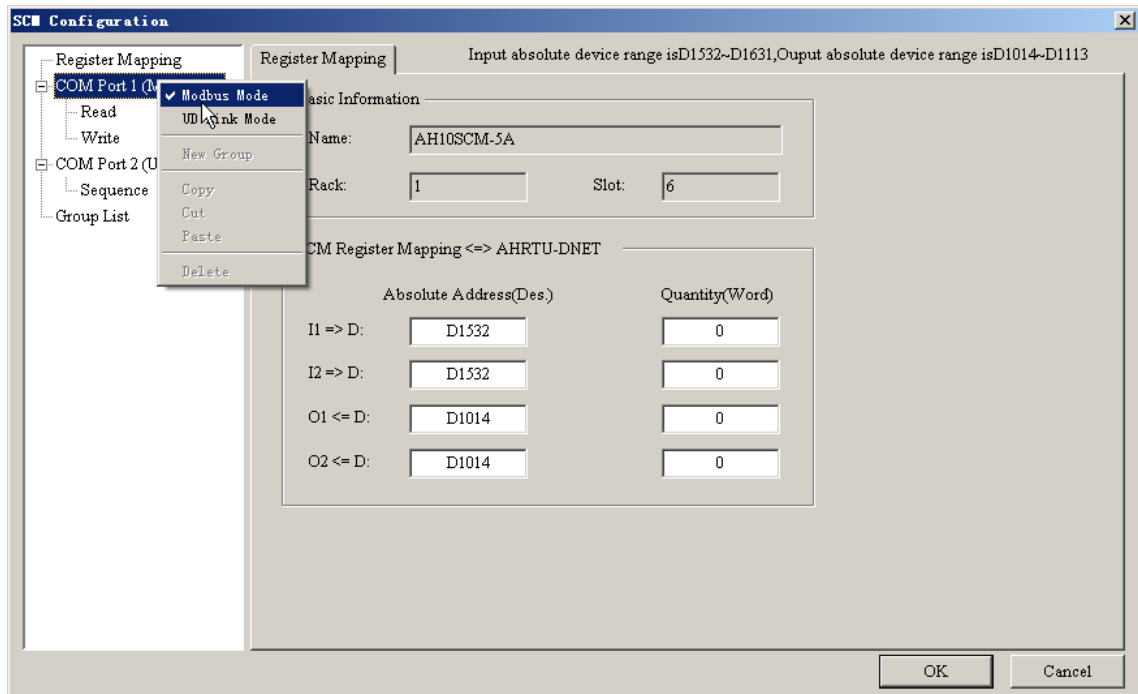 SCM Configuration
Register Mapping
COM Port 1 (M
Read
Write
COM Port 2 (U
Sequence
Group List
Modbus Mode
UD Link Mode
New Group
Copy
Cut
Paste
Delete
Register Mapping
Input absolute device range isD1532~D1631,Ouput absolute device range isD1014~D1113
asic Information
Name: AH10SCM-5A
Rack: 1 Slot: 6
CM Register Mapping <=> AHRTU-DNET
Absolute Address(Des.) Quantity(Word)
I1 => D: D1532 0
I2 => D: D1532 0
O1 <= D: D1014 0
O2 <= D: D1014 0
OK Cancel